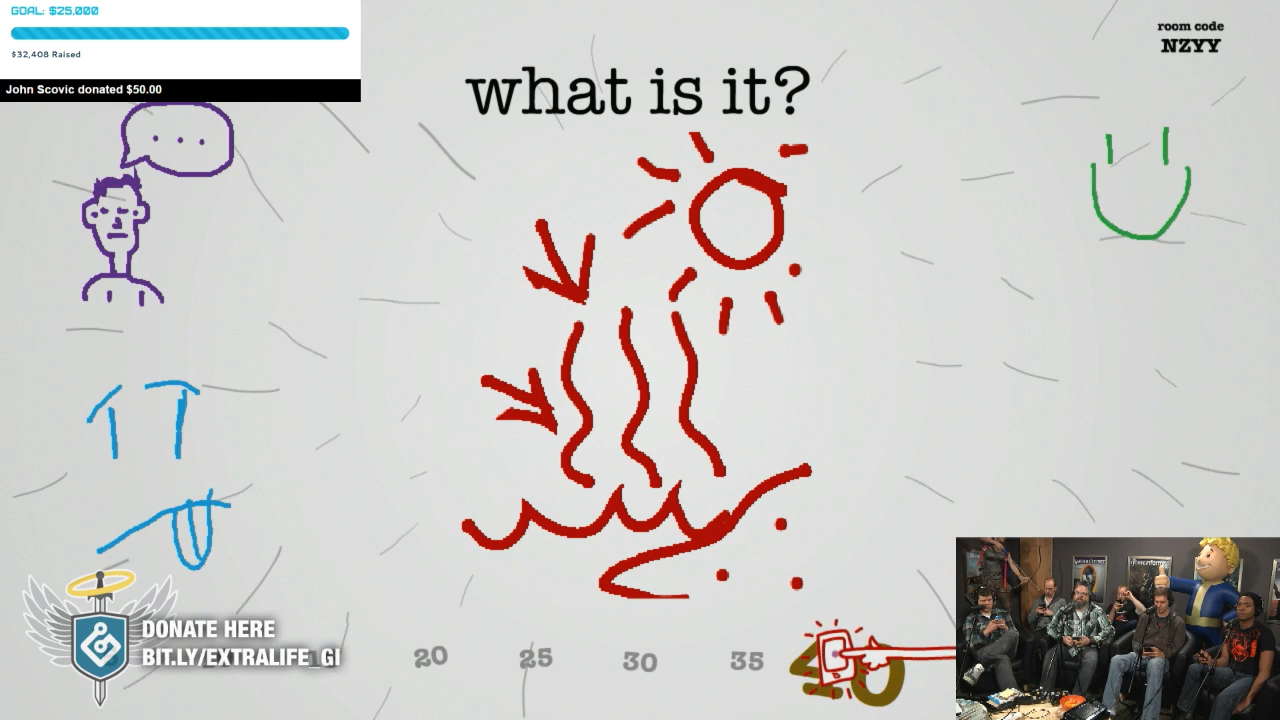 GOAL: $25,000
$32,408 Raised
John Scovic donated $50.00
room code
NZYY
what is it?
DONATE HERE
BIT.LY/EXTRALIFE_GI
20 25 30 35 40